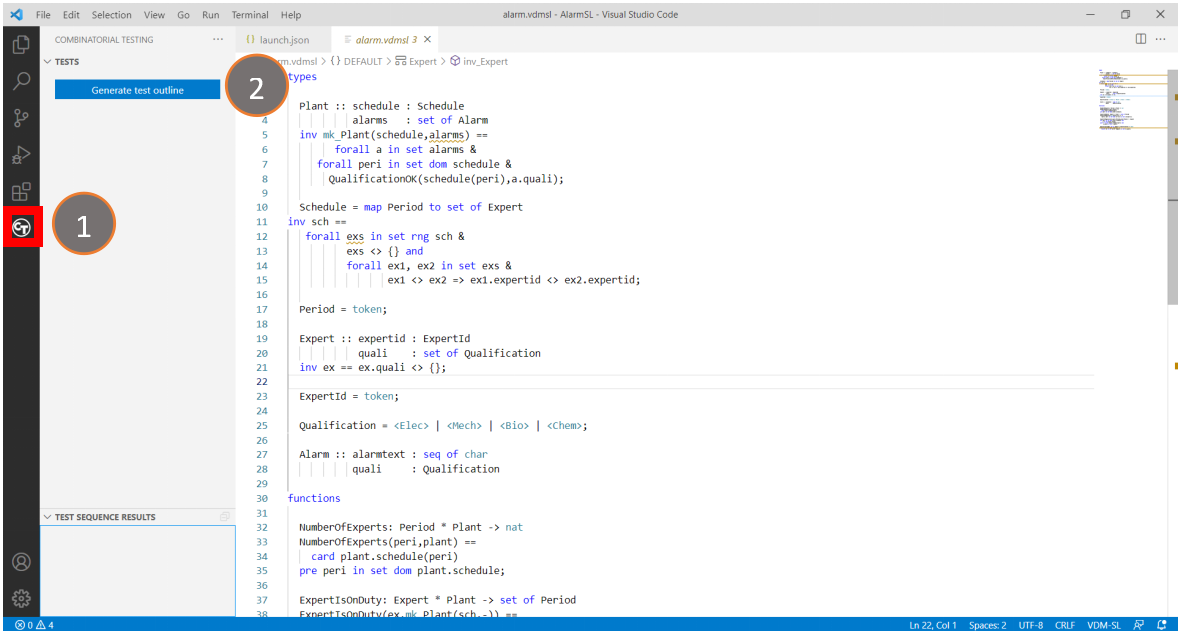 File Edit Selection View Go Run Terminal Help
alarm.vdmsl - AlarmSL - Visual Studio Code
COMBINATORIAL TESTING ...
{} launch.json
alarm.vdmsl 3
TESTS
rm.vdmsl > {} DEFAULT > Expert > inv_Expert
Generate test outline
2
types
Plant :: schedule : Schedule
4 alarms : set of Alarm
5 inv mk_Plant(schedule,alarms) ==
6 forall a in set alarms &
7 forall peri in set dom schedule &
8 QualificationOK(schedule(peri),a.quali);
9
10 Schedule = map Period to set of Expert
11 inv sch ==
12 forall exs in set rng sch &
13 exs <> {} and
14 forall ex1, ex2 in set exs &
15 ex1 <> ex2 => ex1.expertid <> ex2.expertid;
16
17 Period = token;
18
19 Expert :: expertid : ExpertId
20 quali : set of Qualification
21 inv ex == ex.quali <> {};
22
23 ExpertId = token;
24
25 Qualification = <Elec> | <Mech> | <Bio> | <Chem>;
26
27 Alarm :: alarmtext : seq of char
28 quali : Qualification
29
30 functions
31
32 NumberOfExperts: Period * Plant -> nat
33 NumberOfExperts(peri,plant) ==
34 card plant.schedule(peri)
35 pre peri in set dom plant.schedule;
36
37 ExpertIsOnDuty: Expert * Plant -> set of Period
38 ExpertIsOnDuty(ex,mk_Plant(sch,-)) ==
CT
1
TEST SEQUENCE RESULTS
0 4
Ln 22, Col 1 Spaces: 2 UTF-8 CRLF VDM-SL